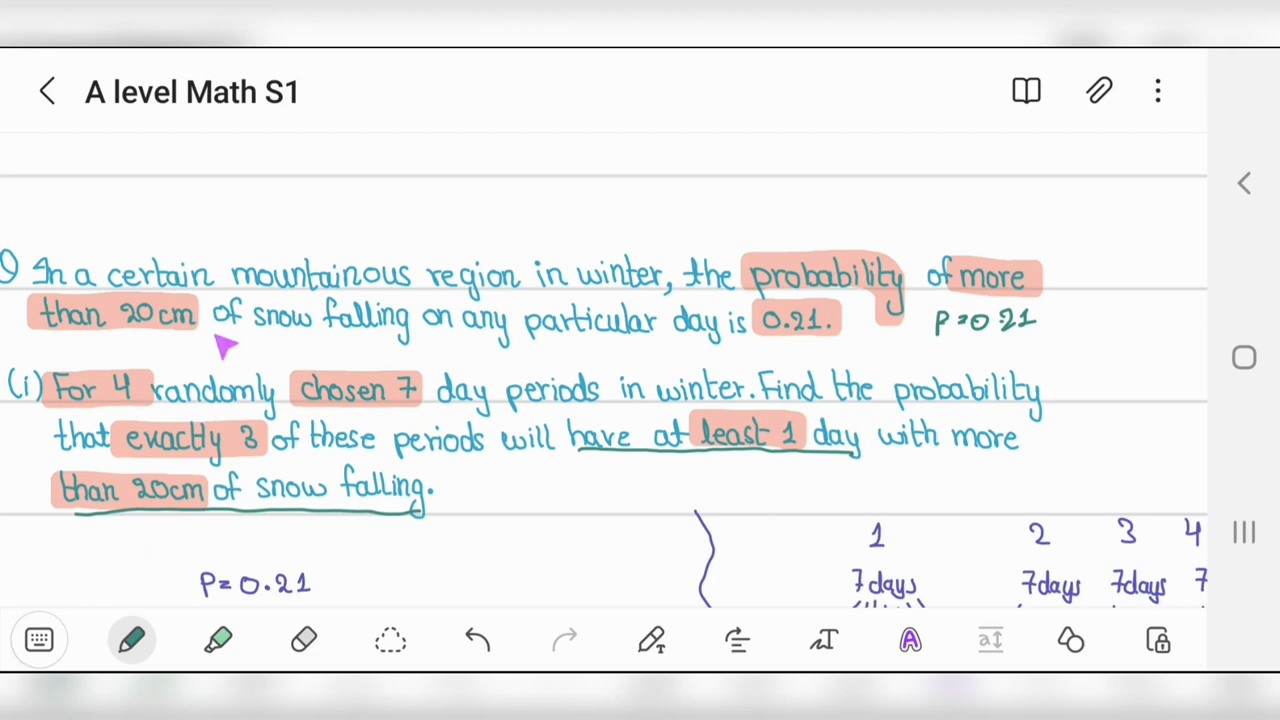 A level Math S1
In a certain mountainous region in winter, the probability of more
than 20cm of snow falling on any particular day is 0.21. P=0.21
(i) For 4 randomly chosen 7 day periods in winter. Find the probability
that exactly 3 of these periods will have at least 1 day with more
than 20cm of snow falling.
1 2 3 4
P=0.21 7days 7days 7days 7